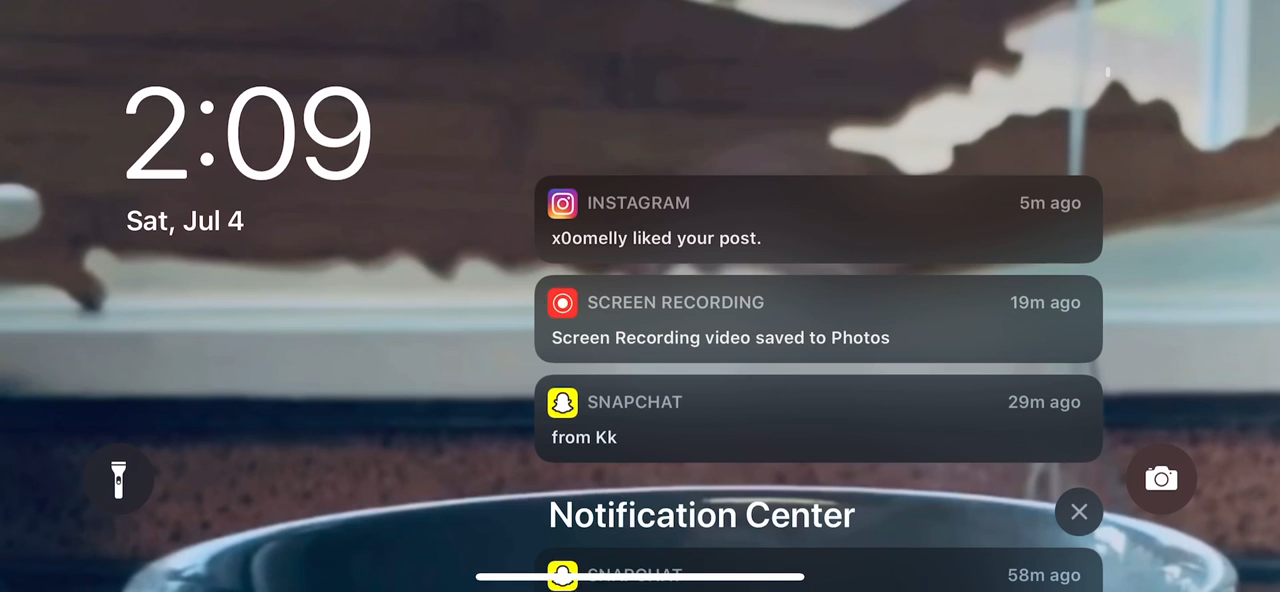 2:09
Sat, Jul 4
INSTAGRAM 5m ago
x0omelly liked your post.
SCREEN RECORDING 19m ago
Screen Recording video saved to Photos
SNAPCHAT 29m ago
from Kk
Notification Center
SNAPCHAT 58m ago